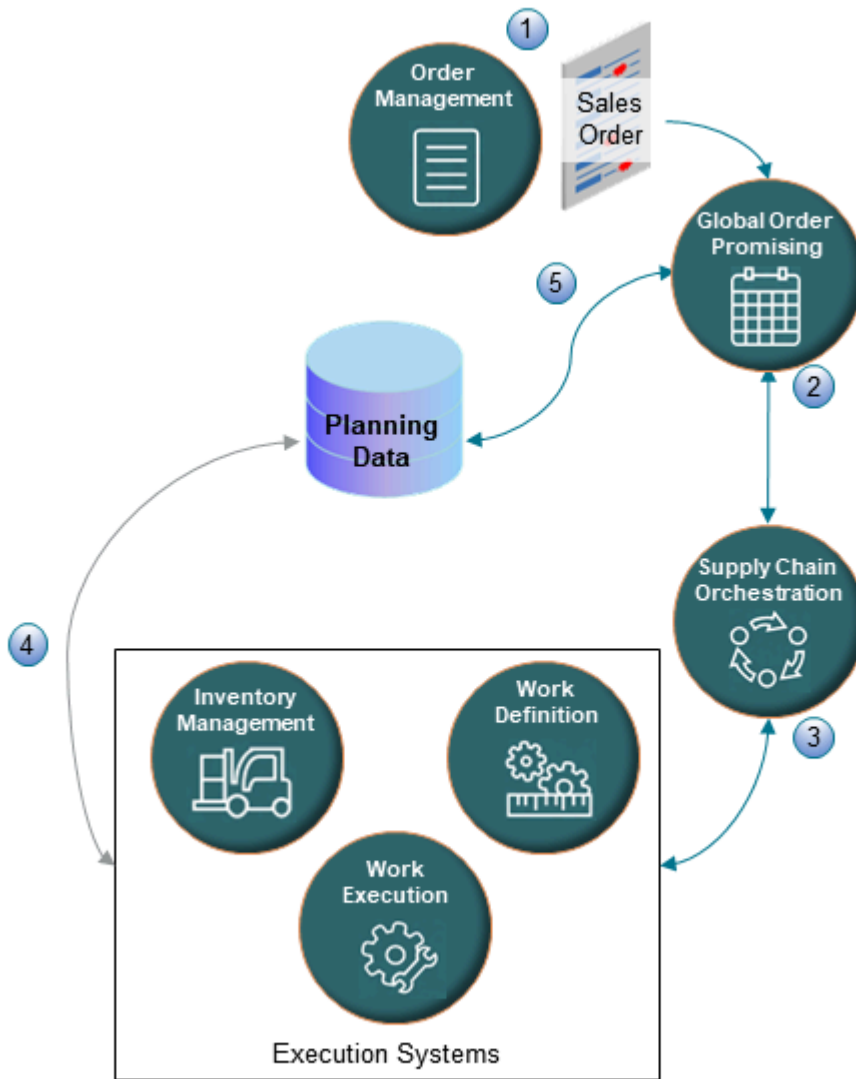 1
Order
Management
Sales
Order
Global Order
Promising
5
2
Planning
Data
Supply Chain
Orchestration
4
Inventory
Management
Work
Definition
3
Work
Execution
Execution Systems